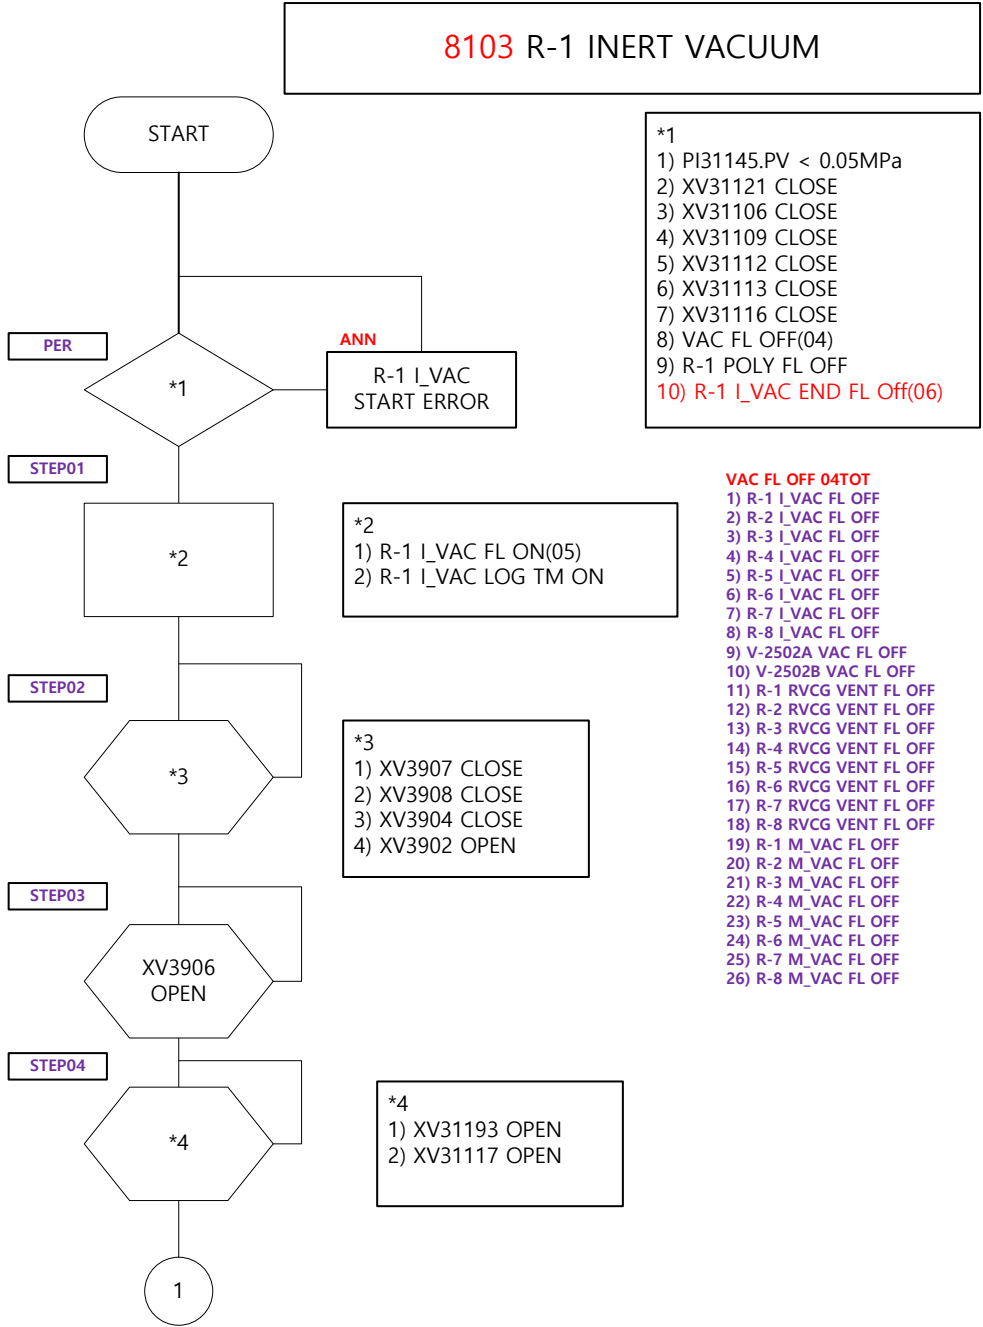 8103 R-1 INERT VACUUM
START
*1
1) PI31145.PV < 0.05MPa
2) XV31121 CLOSE
3) XV31106 CLOSE
4) XV31109 CLOSE
5) XV31112 CLOSE
6) XV31113 CLOSE
7) XV31116 CLOSE
8) VAC FL OFF(04)
9) R-1 POLY FL OFF
10) R-1 I_VAC END FL Off(06)
PER
*1
ANN
R-1 I_VAC
START ERROR
STEP01
*2
*2
1) R-1 I_VAC FL ON(05)
2) R-1 I_VAC LOG TM ON
VAC FL OFF 04TOT
1) R-1 I_VAC FL OFF
2) R-2 I_VAC FL OFF
3) R-3 I_VAC FL OFF
4) R-4 I_VAC FL OFF
5) R-5 I_VAC FL OFF
6) R-6 I_VAC FL OFF
7) R-7 I_VAC FL OFF
8) R-8 I_VAC FL OFF
9) V-2502A VAC FL OFF
10) V-2502B VAC FL OFF
11) R-1 RVCG VENT FL OFF
12) R-2 RVCG VENT FL OFF
13) R-3 RVCG VENT FL OFF
14) R-4 RVCG VENT FL OFF
15) R-5 RVCG VENT FL OFF
16) R-6 RVCG VENT FL OFF
17) R-7 RVCG VENT FL OFF
18) R-8 RVCG VENT FL OFF
19) R-1 M_VAC FL OFF
20) R-2 M_VAC FL OFF
21) R-3 M_VAC FL OFF
22) R-4 M_VAC FL OFF
23) R-5 M_VAC FL OFF
24) R-6 M_VAC FL OFF
25) R-7 M_VAC FL OFF
26) R-8 M_VAC FL OFF
STEP02
*3
*3
1) XV3907 CLOSE
2) XV3908 CLOSE
3) XV3904 CLOSE
4) XV3902 OPEN
STEP03
XV3906
OPEN
STEP04
*4
*4
1) XV31193 OPEN
2) XV31117 OPEN
1